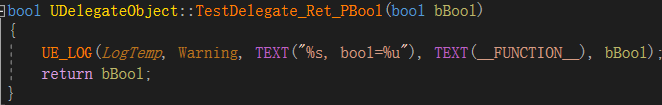 bool UDelegateObject::TestDelegate_Ret_PBool(bool bBool)
{
UE_LOG(LogTemp, Warning, TEXT("%s, bool=%u"), TEXT(__FUNCTION__), bBool);
return bBool;
}